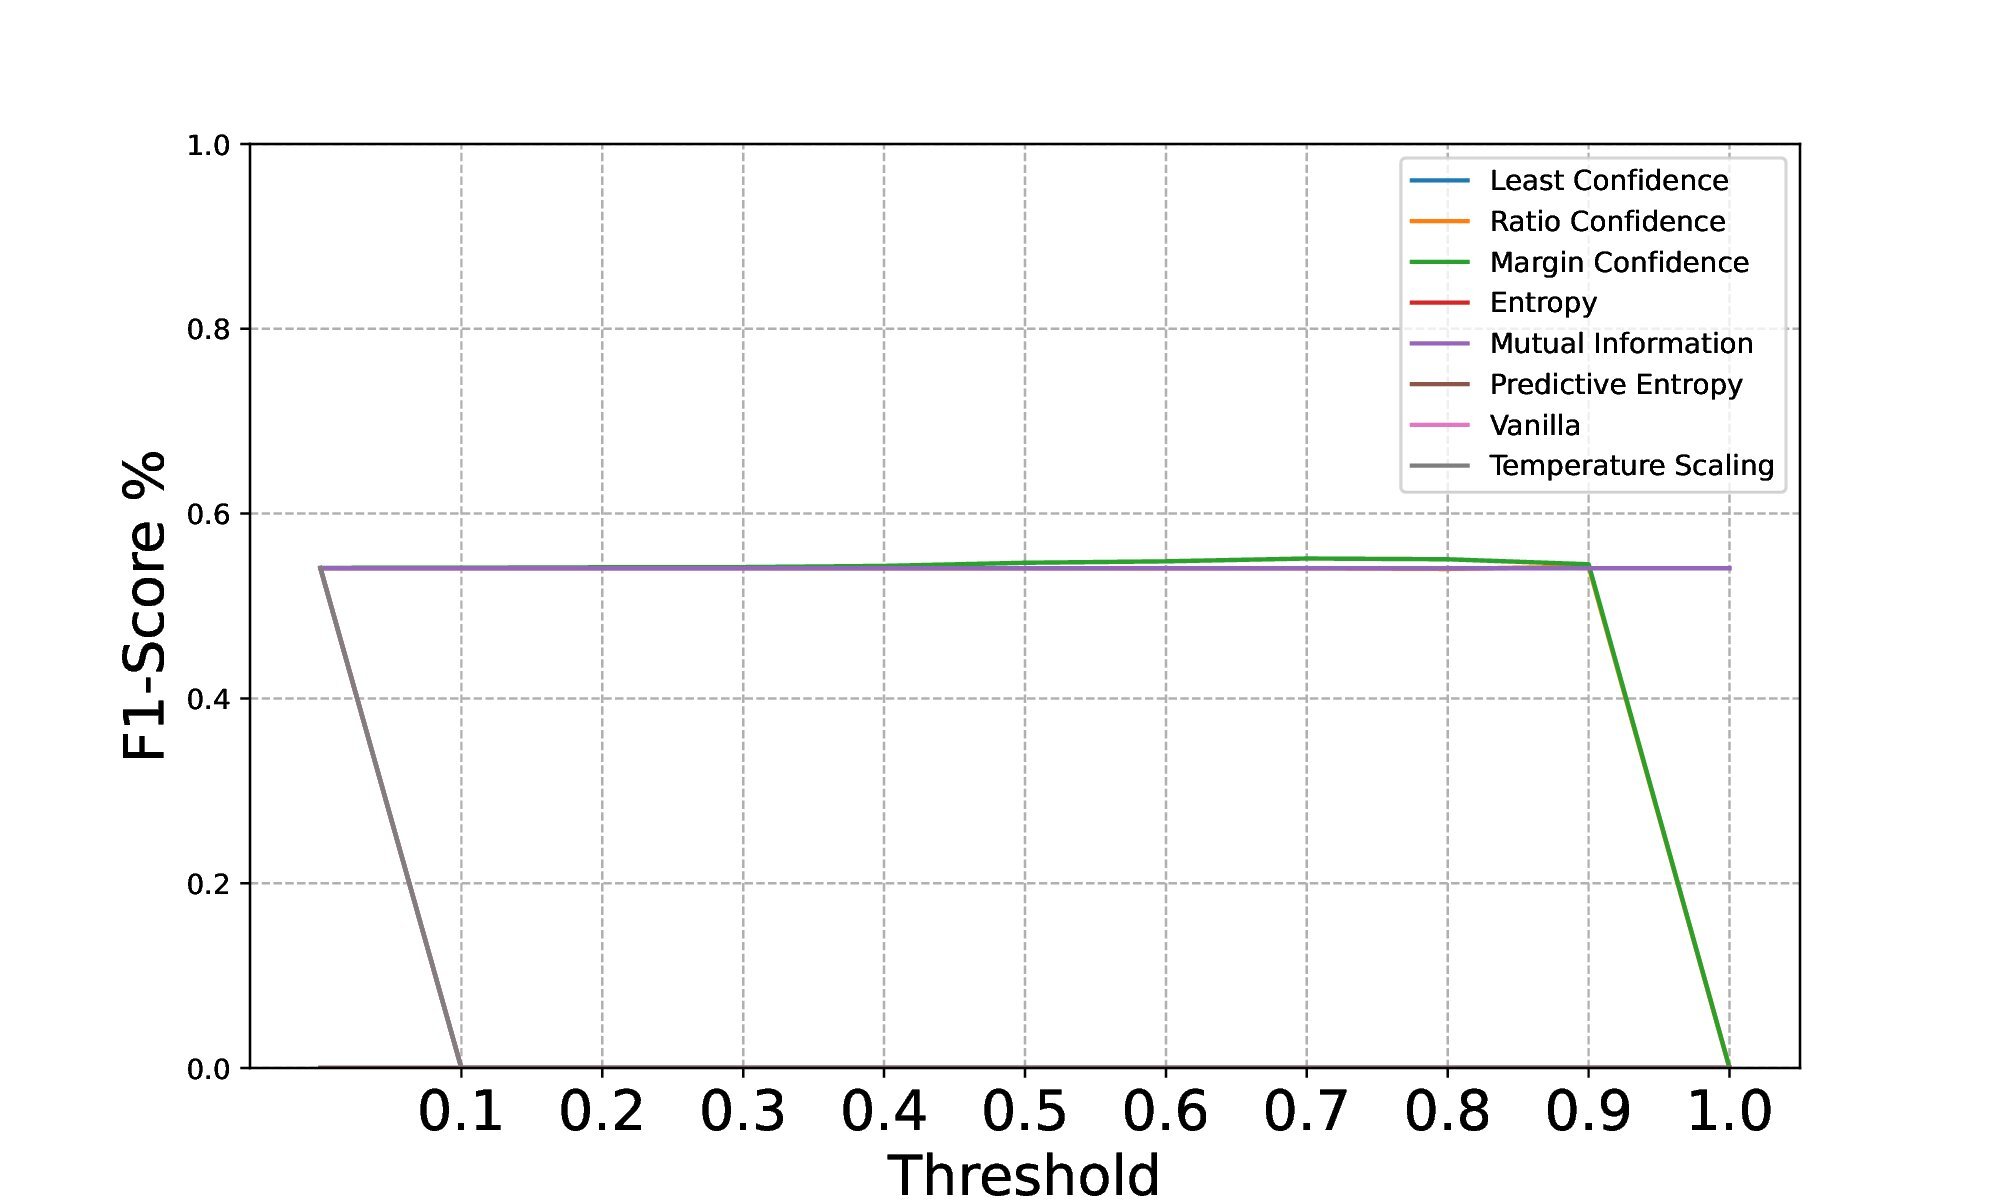 1.0
0.8
0.6
0.4
0.2
0.0
F1-Score %
Least Confidence
Ratio Confidence
Margin Confidence
Entropy
Mutual Information
Predictive Entropy
Vanilla
Temperature Scaling
0.1 0.2 0.3 0.4 0.5 0.6 0.7 0.8 0.9 1.0
Threshold